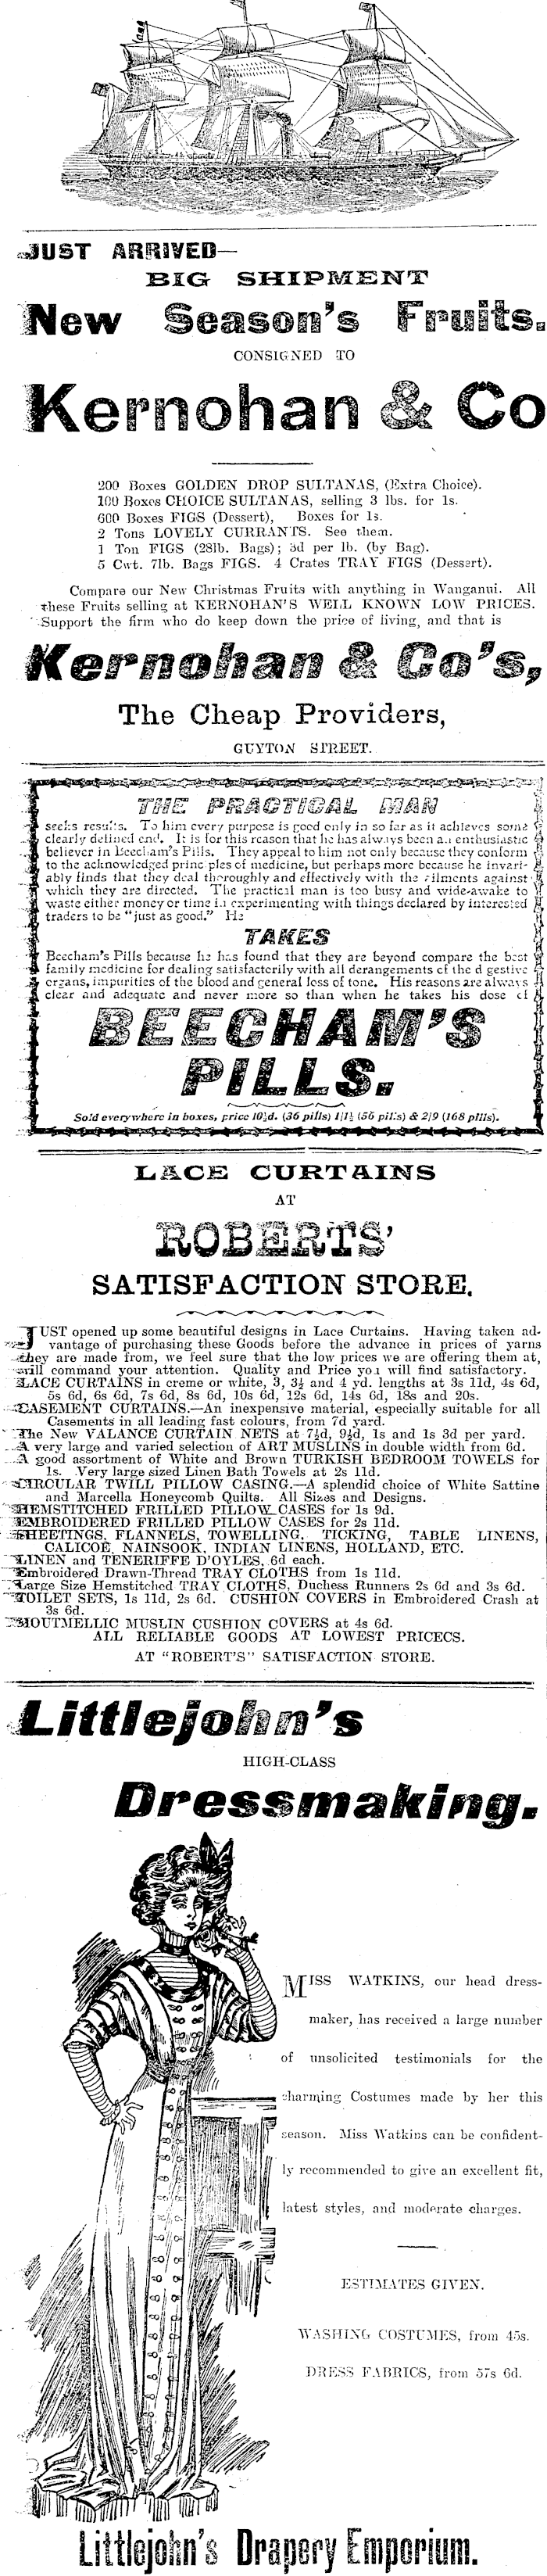 JUST ARRIVED—
BIG SHIPMENT
New Season's Fruits.
CONSIGNED TO
Kernohan & Co
200 Boxes GOLDEN DROP SULTANAS, (Extra Choice).
100 Boxes CHOICE SULTANAS, selling 3 lbs. for 1s.
600 Boxes FIGS (Dessert), Boxes for 1s.
2 Tons LOVELY CURRANTS. See them.
1 Ton FIGS (28lb. Bags); 3d per lb. (by Bag).
5 Cwt. 7lb. Bags FIGS. 4 Crates TRAY FIGS (Dessert).
Compare our New Christmas Fruits with anything in Wanganui. All
these Fruits selling at KERNOHAN'S WELL KNOWN LOW PRICES.
Support the firm who do keep down the price of living, and that is
Kernohan & Co's,
The Cheap Providers,
GUYTON STREET.
THE PRACTICAL MAN
seeks results. To him every purpose is good only in so far as it achieves some
clearly defined end. It is for this reason that he has always been an enthusiastic
believer in Beecham's Pills. They appeal to him not only because they conform
to the acknowledged principles of medicine, but perhaps more because he invari-
ably finds that they deal thoroughly and effectively with the ailments against
which they are directed. The practical man is too busy and wide-awake to
waste either money or time in experimenting with things declared by interested
traders to be "just as good." He
TAKES
Beecham's Pills because he has found that they are beyond compare the best
family medicine for dealing satisfactorily with all derangements of the digestive
organs, impurities of the blood and general loss of tone. His reasons are always
clear and adequate and never more so than when he takes his dose of
BEECHAM'S
PILLS.
Sold everywhere in boxes, price 10½d. (36 pills) 1/1½ (56 pills) & 2/9 (168 pills).
LACE CURTAINS
AT
ROBERTS'
SATISFACTION STORE.
JUST opened up some beautiful designs in Lace Curtains. Having taken ad-
vantage of purchasing these Goods before the advance in prices of yarns
they are made from, we feel sure that the low prices we are offering them at,
will command your attention. Quality and Price you will find satisfactory.
LACE CURTAINS in creme or white, 3, 3½ and 4 yd. lengths at 3s 11d, 4s 6d,
5s 6d, 6s 6d, 7s 6d, 8s 6d, 10s 6d, 12s 6d, 14s 6d, 18s and 20s.
CASEMENT CURTAINS.—An inexpensive material, especially suitable for all
Casements in all leading fast colours, from 7d yard.
The New VALANCE CURTAIN NETS at 7½d, 9½d, 1s and 1s 3d per yard.
A very large and varied selection of ART MUSLINS in double width from 6d.
A good assortment of White and Brown TURKISH BEDROOM TOWELS for
1s. Very large sized Linen Bath Towels at 2s 11d.
CIRCULAR TWILL PILLOW CASING.—A splendid choice of White Sattine
and Marcella Honeycomb Quilts. All Sizes and Designs.
HEMSTITCHED FRILLED PILLOW CASES for 1s 9d.
EMBROIDERED FRILLED PILLOW CASES for 2s 11d.
SHEETINGS, FLANNELS, TOWELLING, TICKING, TABLE LINENS,
CALICOE, NAINSOOK, INDIAN LINENS, HOLLAND, ETC.
LINEN and TENERIFFE D'OYLES, 6d each.
Embroidered Drawn-Thread TRAY CLOTHS from 1s 11d.
Large Size Hemstitched TRAY CLOTHS, Duchess Runners 2s 6d and 3s 6d.
TOILET SETS, 1s 11d, 2s 6d. CUSHION COVERS in Embroidered Crash at
3s 6d.
MOUTMELLIC MUSLIN CUSHION COVERS at 4s 6d.
ALL RELIABLE GOODS AT LOWEST PRICECS.
AT "ROBERT'S" SATISFACTION STORE.
Littlejohn's
HIGH-CLASS
Dressmaking.
MISS WATKINS, our head dress-
maker, has received a large number
of unsolicited testimonials for the
charming Costumes made by her this
season. Miss Watkins can be confident-
ly recommended to give an excellent fit,
latest styles, and moderate charges.
ESTIMATES GIVEN.
WASHING COSTUMES, from 45s.
DRESS FABRICS, from 57s 6d.
Littlejohn's Drapery Emporium.